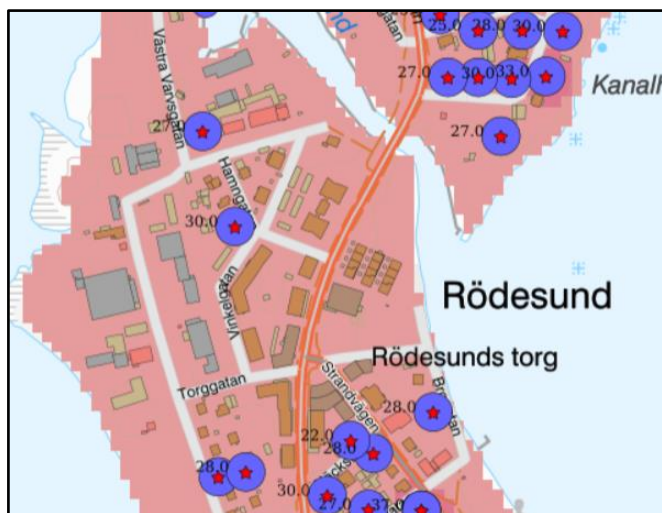 25.0 28.0 30.0
27.0 30.0 33.0
Kanalh
Västra Varvsgatan
27.0
27.0
Hamngatan
30.0
Vinkelgatan
Rödesund
Rödesunds torg
Torggatan
Strandvägen
28.0
22.0
28.0
28.0
30.0
27.0 37.0